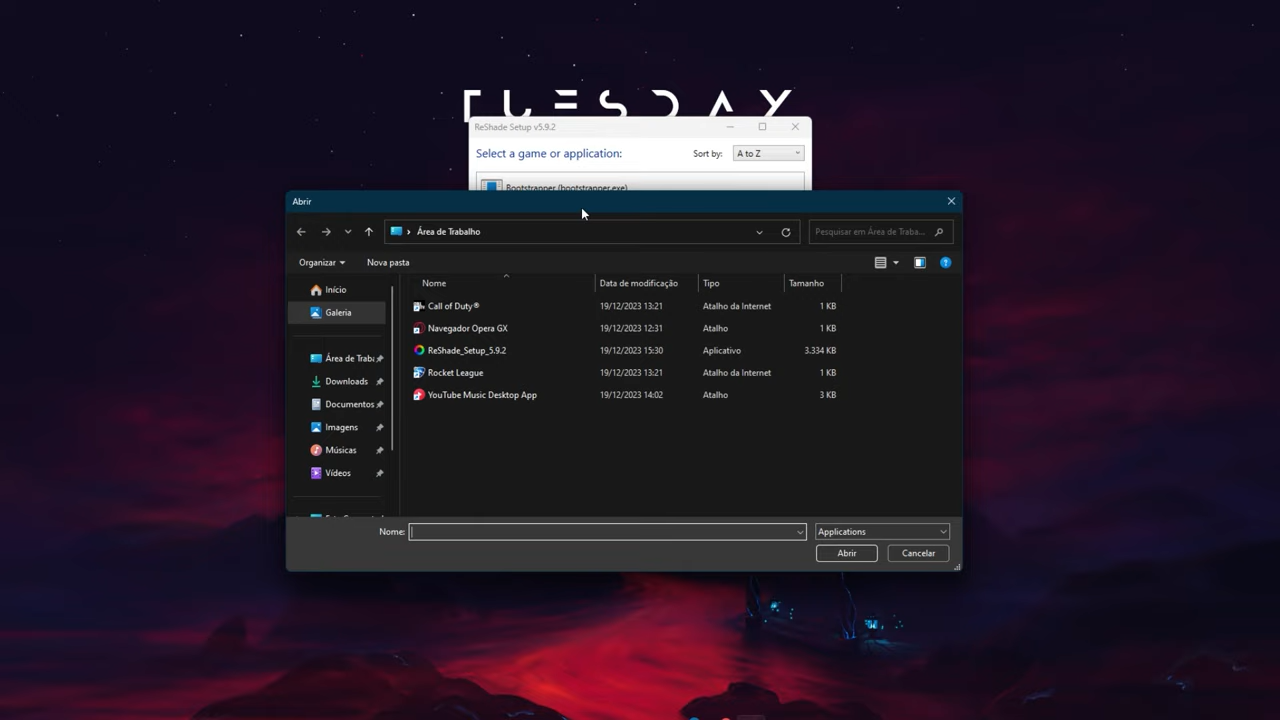 TUESDAY
ReShade Setup v5.9.2
Select a game or application:
Sort by:
A to Z
Bootstrapper (bootstrapper.exe)
Abrir
Área de Trabalho
Pesquisar em Área de Traba...
Organizar
Nova pasta
Nome
Data de modificação
Tipo
Tamanho
Início
Galeria
Área de Traba
Downloads
Documentos
Imagens
Músicas
Vídeos
Call of Duty® 19/12/2023 13:21 Atalho da Internet 1 KB
Navegador Opera GX 19/12/2023 12:31 Atalho 1 KB
ReShade_Setup_5.9.2 19/12/2023 15:30 Aplicativo 3.334 KB
Rocket League 19/12/2023 13:21 Atalho da Internet 1 KB
YouTube Music Desktop App 19/12/2023 14:02 Atalho 3 KB
Nome:
Applications
Abrir
Cancelar